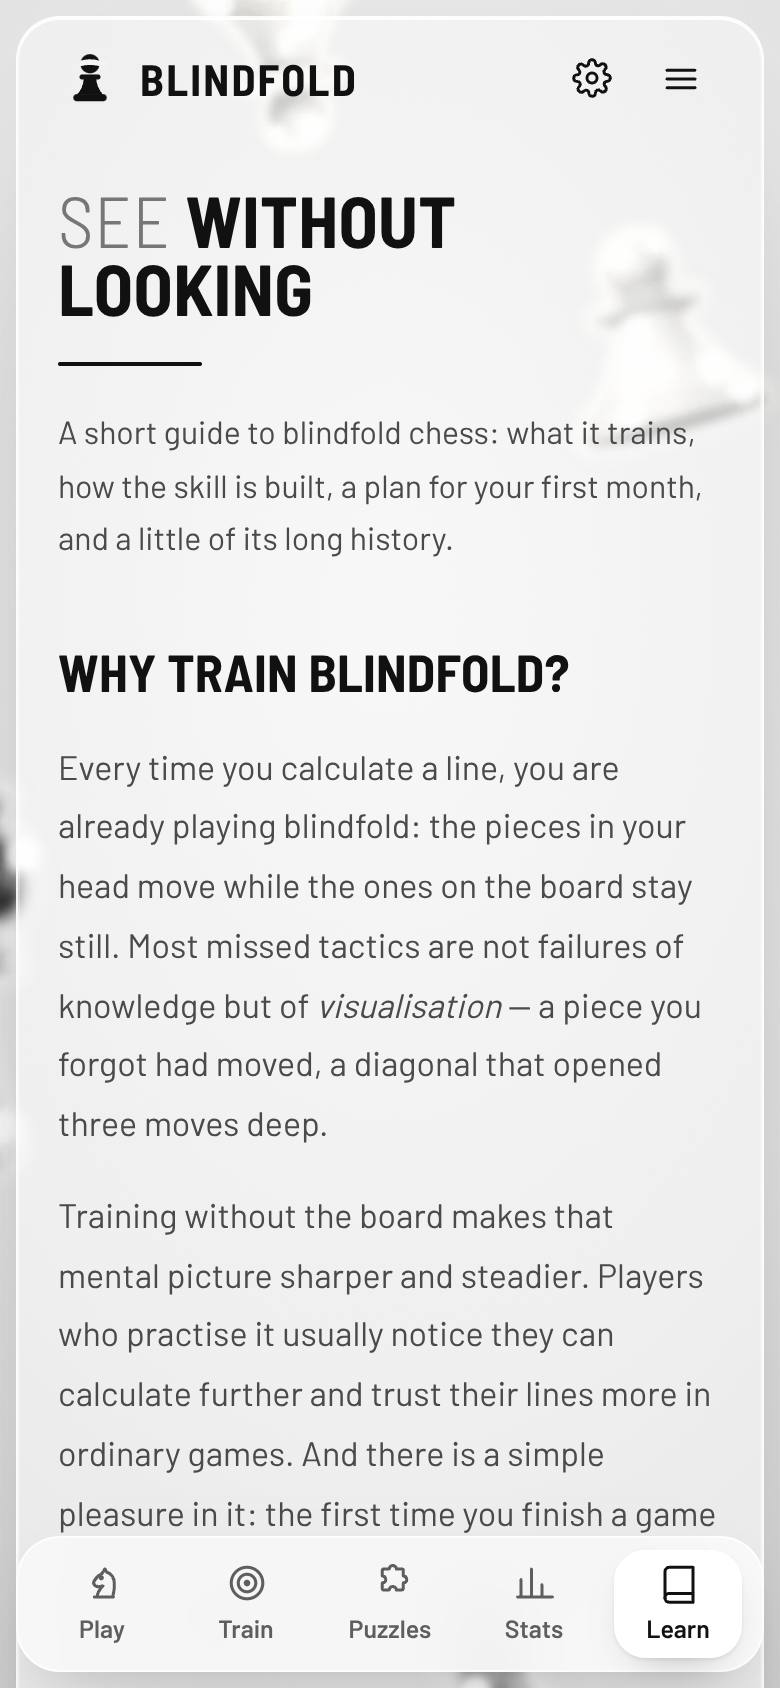 BLINDFOLD
SEE WITHOUT
LOOKING
A short guide to blindfold chess: what it trains,
how the skill is built, a plan for your first month,
and a little of its long history.
WHY TRAIN BLINDFOLD?
Every time you calculate a line, you are
already playing blindfold: the pieces in your
head move while the ones on the board stay
still. Most missed tactics are not failures of
knowledge but of visualisation — a piece you
forgot had moved, a diagonal that opened
three moves deep.
Training without the board makes that
mental picture sharper and steadier. Players
who practise it usually notice they can
calculate further and trust their lines more in
ordinary games. And there is a simple
pleasure in it: the first time you finish a game
Play Train Puzzles Stats Learn